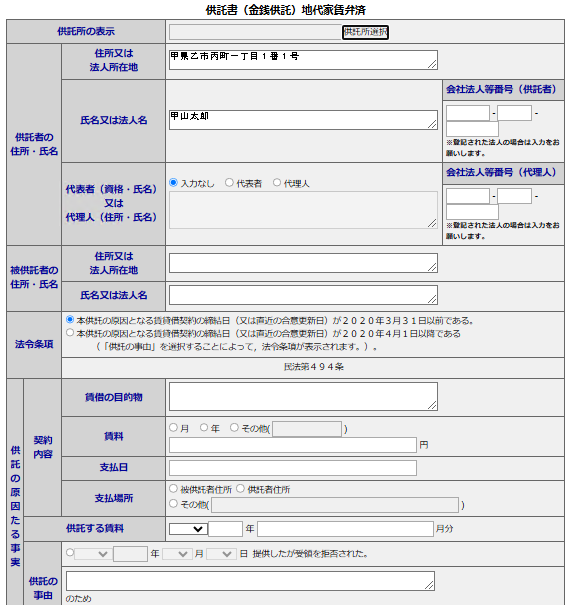 供託書（金銭供託）地代家賃弁済
供託所の表示
供託所選択
供託者の
住所・氏名
住所又は
法人所在地
甲県乙市丙町一丁目１番１号
氏名又は法人名
甲山太郎
会社法人等番号（供託者）
-
-
※登記された法人の場合は入力をお
願いします。
代表者（資格・氏名）
又は
代理人（住所・氏名）
入力なし 代表者 代理人
会社法人等番号（代理人）
-
-
※登記された法人の場合は入力をお
願いします。
被供託者の
住所・氏名
住所又は
法人所在地
氏名又は法人名
法令条項
本供託の原因となる賃貸借契約の締結日（又は直近の合意更新日）が２０２０年３月３１日以前である。
本供託の原因となる賃貸借契約の締結日（又は直近の合意更新日）が２０２０年４月１日以降である
（「供託の事由」を選択することによって，法令条項が表示されます。）。
民法第４９４条
供託の原因たる事実
契約
内容
賃借の目的物
賃料
月 年 その他( )
円
支払日
支払場所
被供託者住所 供託者住所
その他( )
供託する賃料
年 月分
供託の
事由
年 月 日 提供したが受領を拒否された。
のため